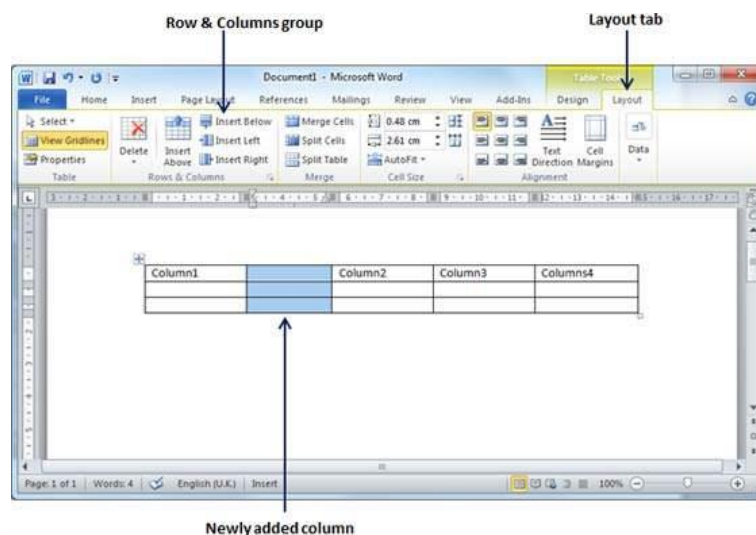 Row & Columns group
Layout tab
Document1 - Microsoft Word
Table Tools
File Home Insert Page Layout References Mailings Review View Add-Ins Design Layout
Select
View Gridlines
Properties
Table
Delete
Insert Above
Insert Below
Insert Left
Insert Right
Rows & Columns
Merge Cells
Split Cells
Split Table
Merge
0.48 cm
2.61 cm
AutoFit
Cell Size
Text Direction
Cell Margins
Alignment
Data
Column1 Column2 Column3 Columns4
Page: 1 of 1 Words: 4 English (U.K.) Insert 100%
Newly added column